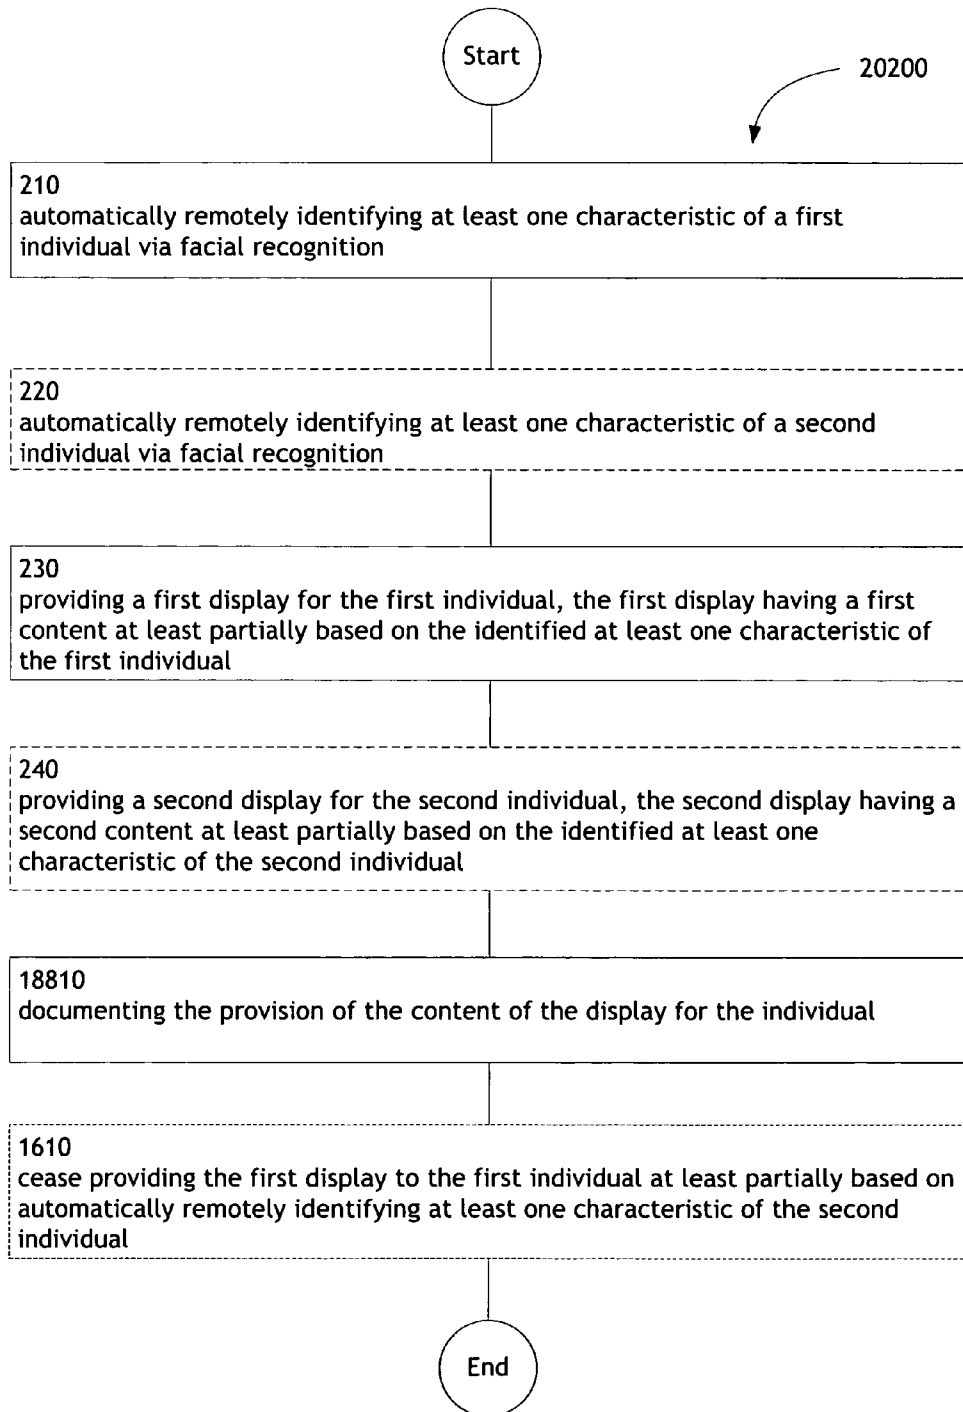 Start
20200
210
automatically remotely identifying at least one characteristic of a first
individual via facial recognition
220
automatically remotely identifying at least one characteristic of a second
individual via facial recognition
230
providing a first display for the first individual, the first display having a first
content at least partially based on the identified at least one characteristic of
the first individual
240
providing a second display for the second individual, the second display having a
second content at least partially based on the identified at least one
characteristic of the second individual
18810
documenting the provision of the content of the display for the individual
1610
cease providing the first display to the first individual at least partially based on
automatically remotely identifying at least one characteristic of the second
individual
End